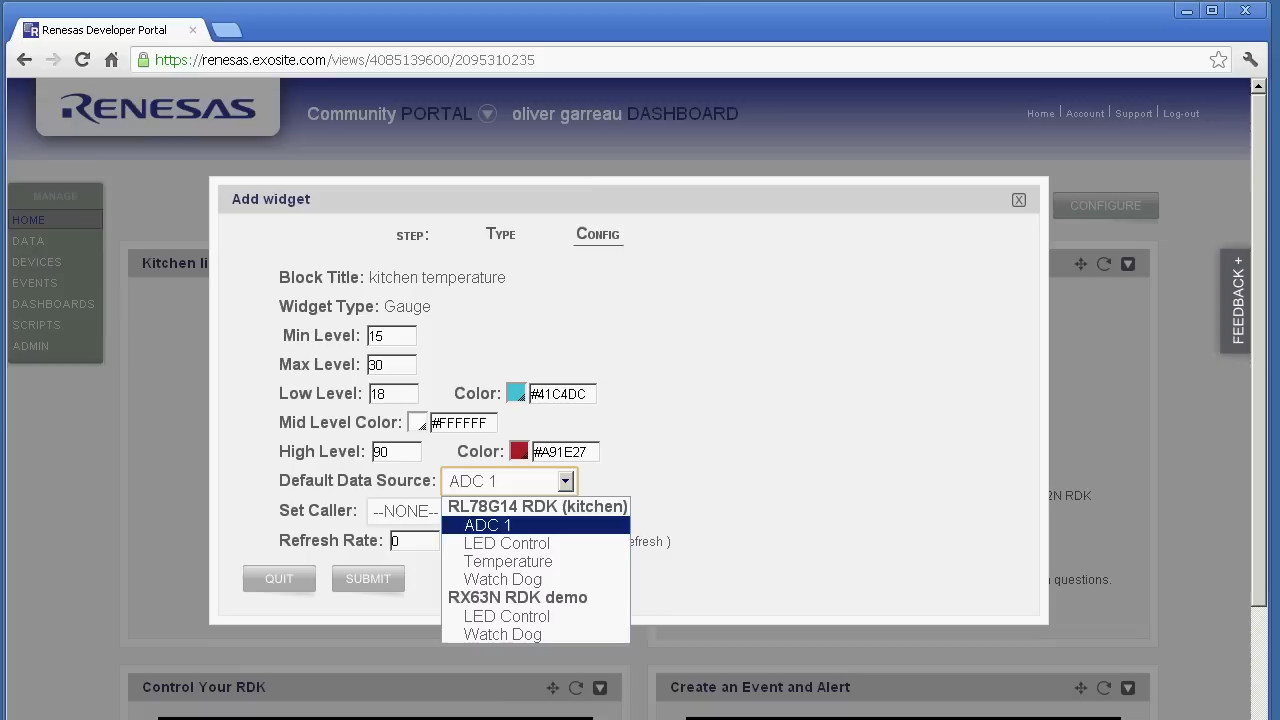 Renesas Developer Portal
https://renesas.exosite.com/views/4085139600/2095310235
RENESAS
Community PORTAL oliver garreau DASHBOARD
Home Account Support Log-out
MANAGE
HOME
DATA
DEVICES
EVENTS
DASHBOARDS
SCRIPTS
ADMIN
CONFIGURE
Kitchen li
FEEDBACK +
Add widget
X
STEP: TYPE CONFIG
Block Title: kitchen temperature
Widget Type: Gauge
Min Level: 15
Max Level: 30
Low Level: 18 Color: #41C4DC
Mid Level Color: #FFFFFF
High Level: 90 Color: #A91E27
Default Data Source: ADC 1
Set Caller: --NONE--
Refresh Rate: 0 efresh )
QUIT SUBMIT
RL78G14 RDK (kitchen)
ADC 1
LED Control
Temperature
Watch Dog
RX63N RDK demo
LED Control
Watch Dog
N RDK
questions.
Control Your RDK
Create an Event and Alert